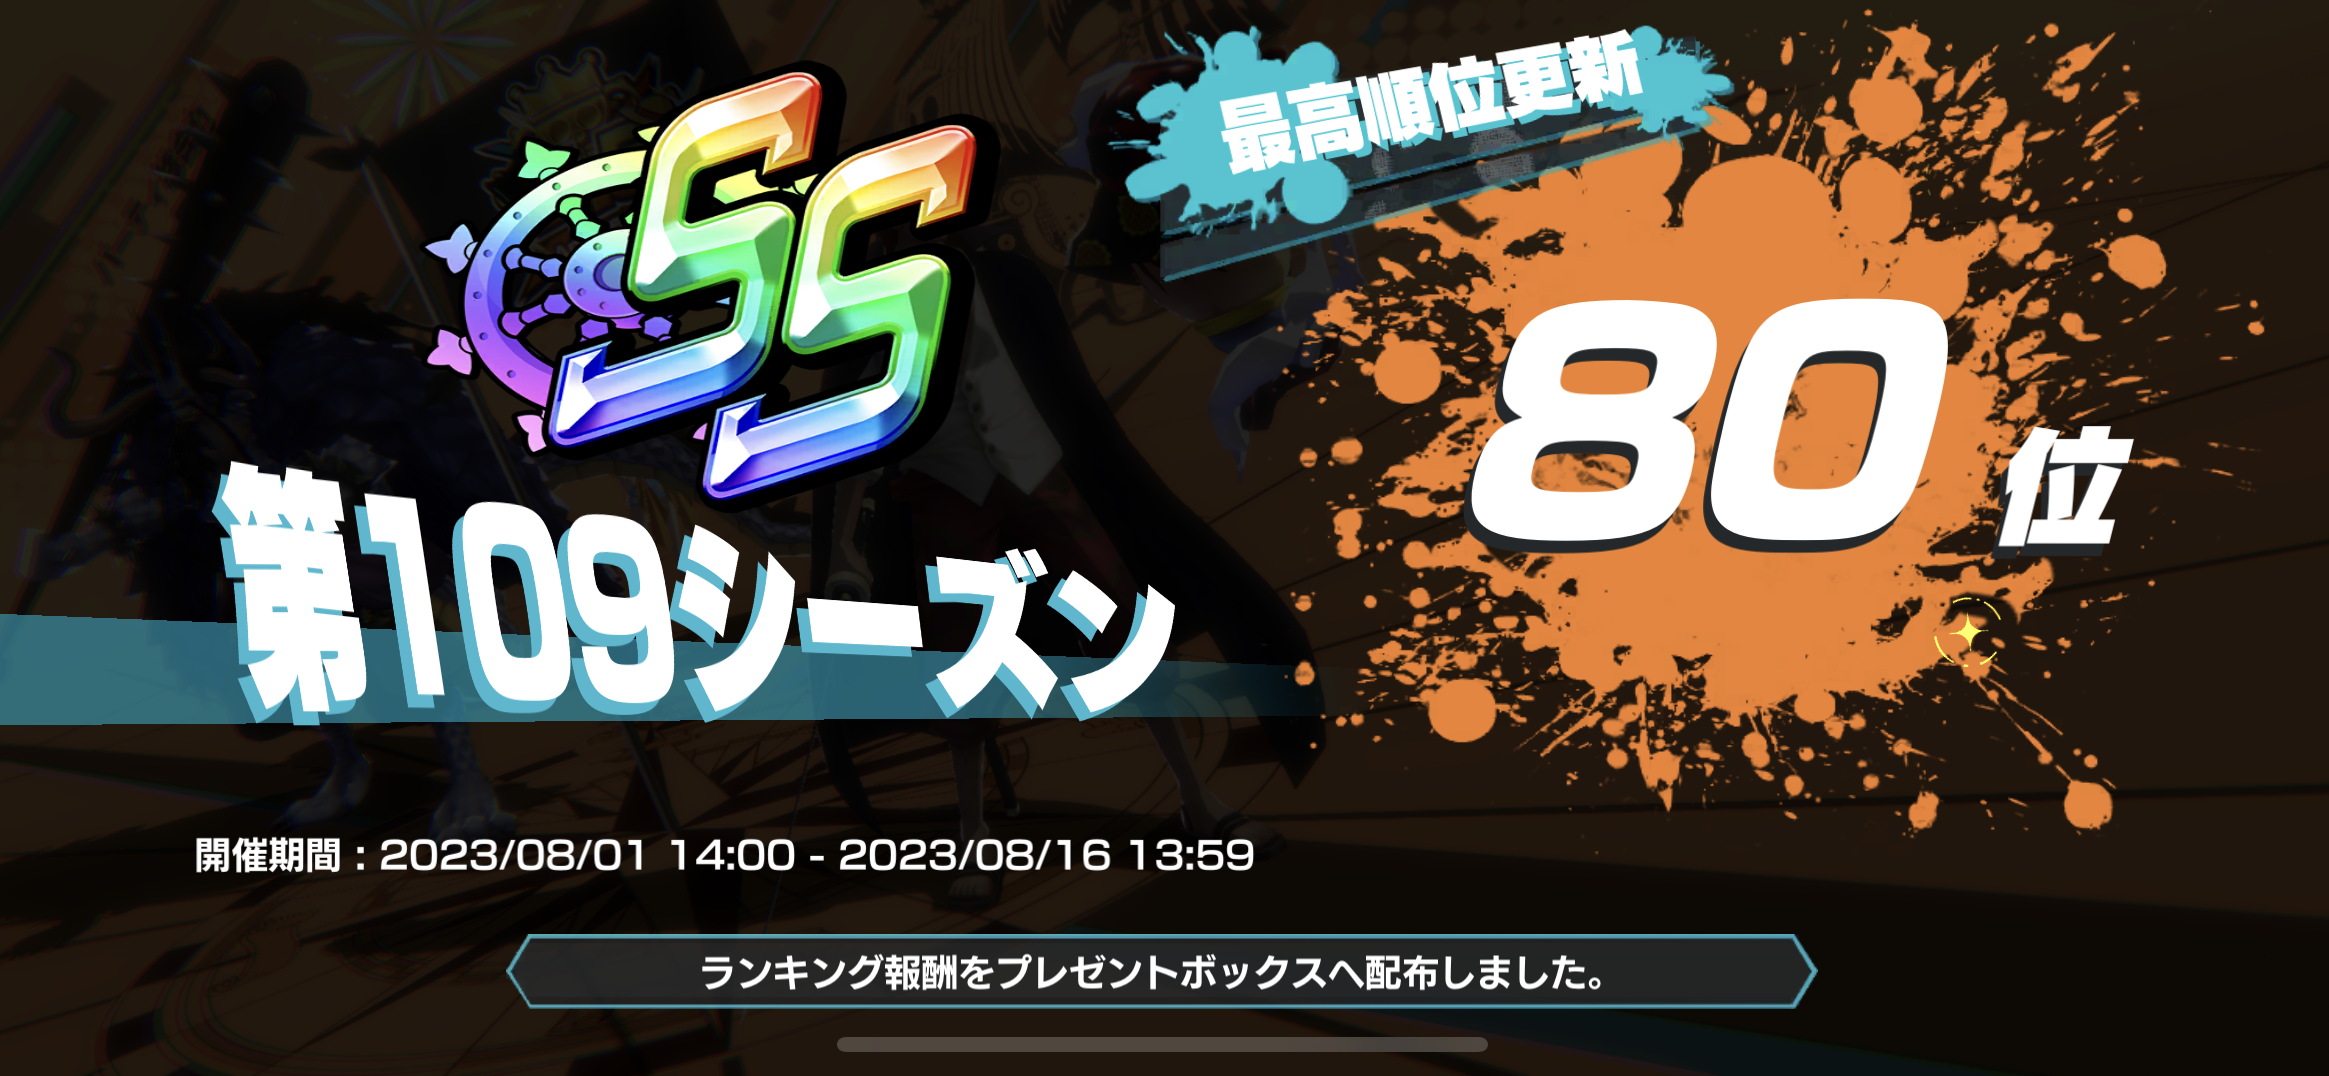 最高順位更新
SS
80位
第109シーズン
開催期間：2023/08/01 14:00 - 2023/08/16 13:59
ランキング報酬をプレゼントボックスへ配布しました。